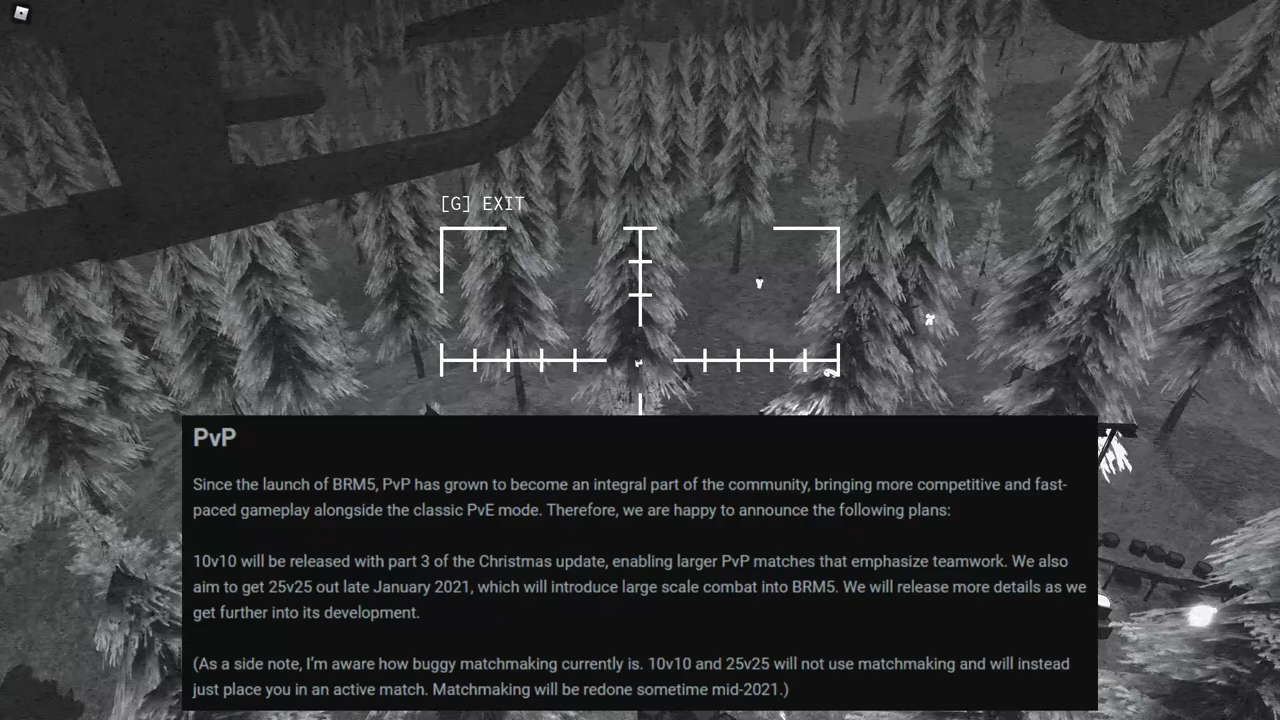 [G] EXIT
PvP
Since the launch of BRM5, PvP has grown to become an integral part of the community, bringing more competitive and fast-
paced gameplay alongside the classic PvE mode. Therefore, we are happy to announce the following plans:
10v10 will be released with part 3 of the Christmas update, enabling larger PvP matches that emphasize teamwork. We also
aim to get 25v25 out late January 2021, which will introduce large scale combat into BRM5. We will release more details as we
get further into its development.
(As a side note, I'm aware how buggy matchmaking currently is. 10v10 and 25v25 will not use matchmaking and will instead
just place you in an active match. Matchmaking will be redone sometime mid-2021.)